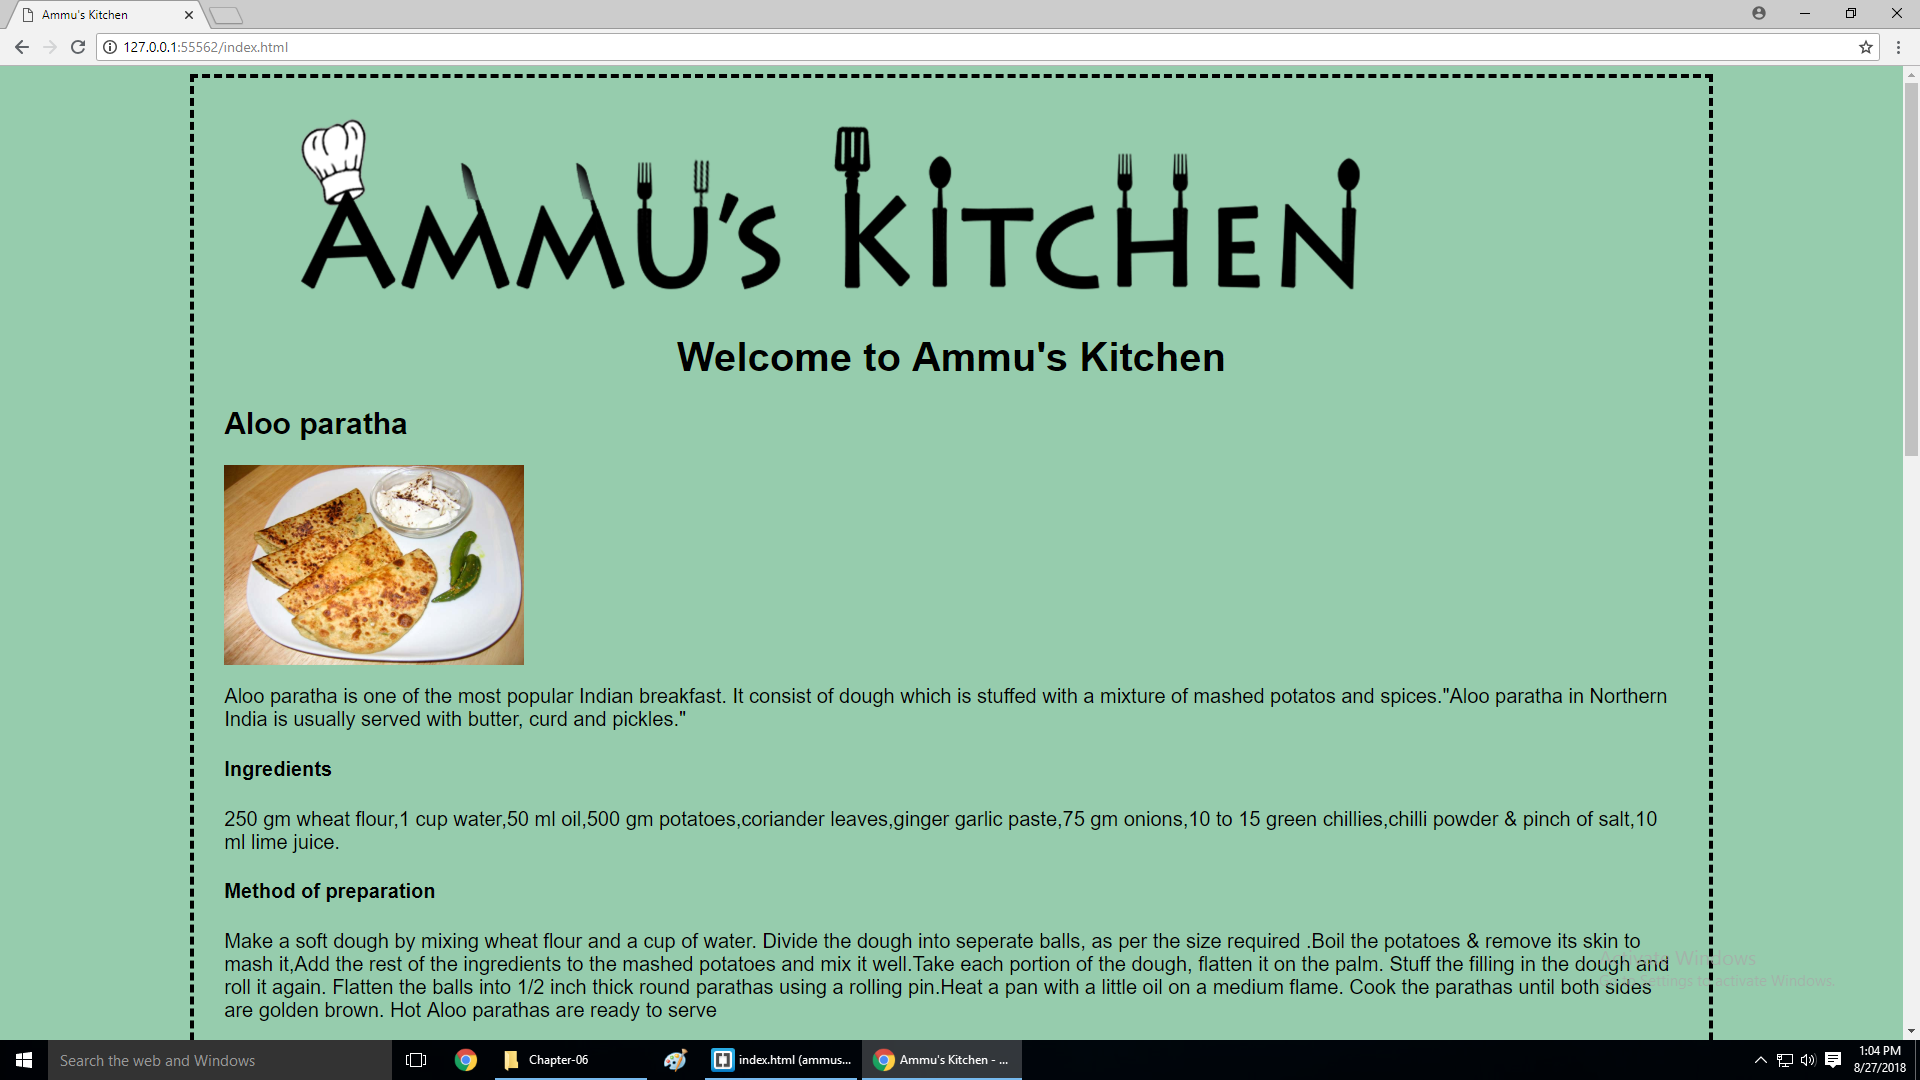 Ammu's Kitchen
127.0.0.1:55562/index.html
AMMU'S KITCHEN
Welcome to Ammu's Kitchen
Aloo paratha
Aloo paratha is one of the most popular Indian breakfast. It consist of dough which is stuffed with a mixture of mashed potatos and spices."Aloo paratha in Northern
India is usually served with butter, curd and pickles."
Ingredients
250 gm wheat flour,1 cup water,50 ml oil,500 gm potatoes,coriander leaves,ginger garlic paste,75 gm onions,10 to 15 green chillies,chilli powder & pinch of salt,10
ml lime juice.
Method of preparation
Make a soft dough by mixing wheat flour and a cup of water. Divide the dough into seperate balls, as per the size required .Boil the potatoes & remove its skin to
mash it,Add the rest of the ingredients to the mashed potatoes and mix it well.Take each portion of the dough, flatten it on the palm. Stuff the filling in the dough and
roll it again. Flatten the balls into 1/2 inch thick round parathas using a rolling pin.Heat a pan with a little oil on a medium flame. Cook the parathas until both sides
are golden brown. Hot Aloo parathas are ready to serve
Activate Windows
Settings to activate Windows.
Search the web and Windows
Chapter-06
index.html (ammus...
Ammu's Kitchen - ...
1:04 PM
8/27/2018